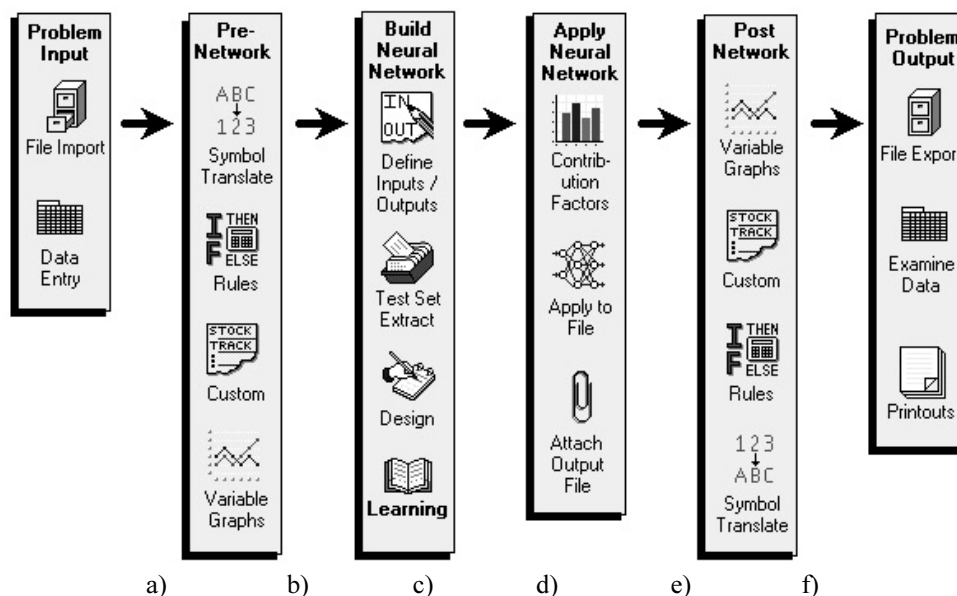 Problem
Input
File Import
Data
Entry
Pre-
Network
ABC
123
Symbol
Translate
IF THEN
ELSE
Rules
STOCK
TRACK
Custom
Variable
Graphs
Build
Neural
Network
IN
OUT
Define
Inputs /
Outputs
Test Set
Extract
Design
Learning
Apply
Neural
Network
Contrib-
ution
Factors
Apply to
File
Attach
Output
File
Post
Network
Variable
Graphs
STOCK
TRACK
Custom
IF THEN
ELSE
Rules
123
ABC
Symbol
Translate
Problem
Output
File Expor
Examine
Data
Printouts
a) b) c) d) e) f)